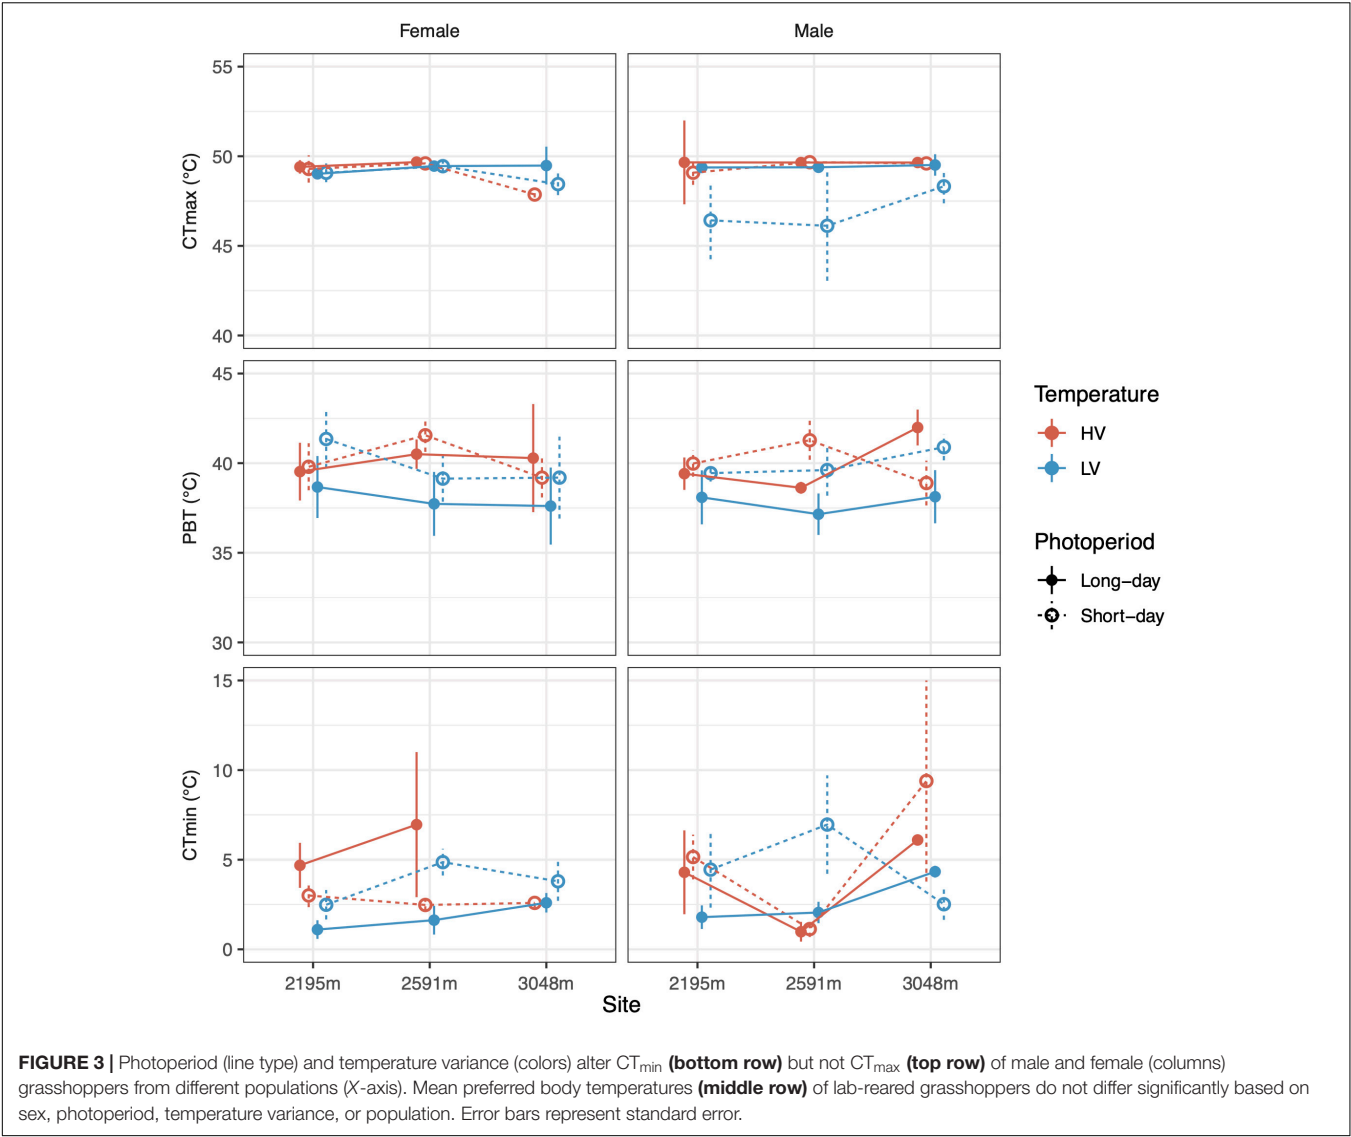 Female
Male
55
50
45
40
CTmax (°C)
45
40
35
30
PBT (°C)
15
10
5
0
CTmin (°C)
2195m
2591m
3048m
2195m
2591m
3048m
Site
Temperature
HV
LV
Photoperiod
Long−day
Short−day
FIGURE 3 | Photoperiod (line type) and temperature variance (colors) alter CTmin (bottom row) but not CTmax (top row) of male and female (columns)
grasshoppers from different populations (X-axis). Mean preferred body temperatures (middle row) of lab-reared grasshoppers do not differ significantly based on
sex, photoperiod, temperature variance, or population. Error bars represent standard error.